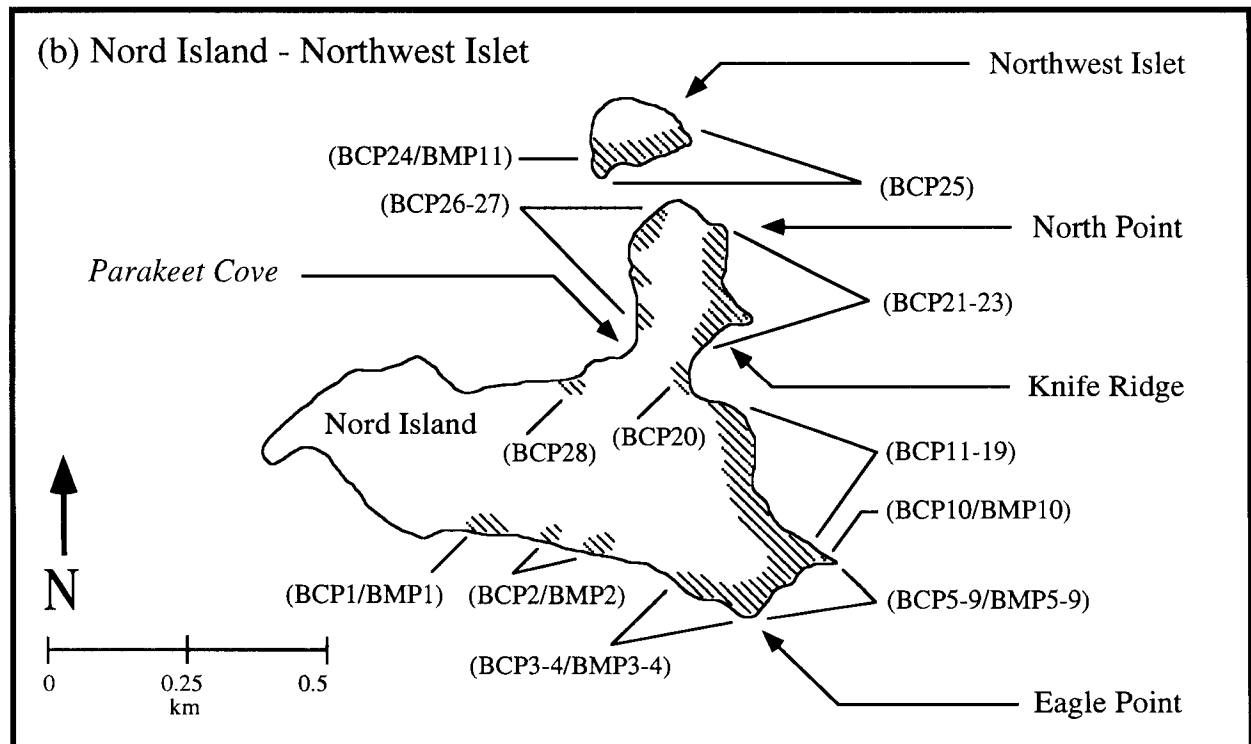 (b) Nord Island - Northwest Islet
Northwest Islet
(BCP24/BMP11)
(BCP25)
(BCP26-27)
North Point
Parakeet Cove
(BCP21-23)
Knife Ridge
Nord Island
(BCP28)
(BCP20)
(BCP11-19)
(BCP10/BMP10)
N
(BCP1/BMP1)
(BCP2/BMP2)
(BCP5-9/BMP5-9)
(BCP3-4/BMP3-4)
0 0.25 0.5
km
Eagle Point